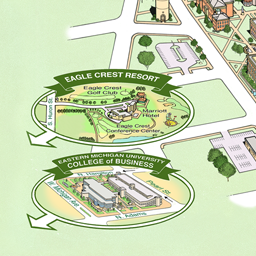 EAGLE CREST RESORT
Eagle Crest
Golf Club
S. Huron St.
Marriott
Hotel
Eagle Crest
Conference Center
EASTERN MICHIGAN UNIVERSITY
COLLEGE of BUSINESS
W. Michigan Ave.
N. Adams